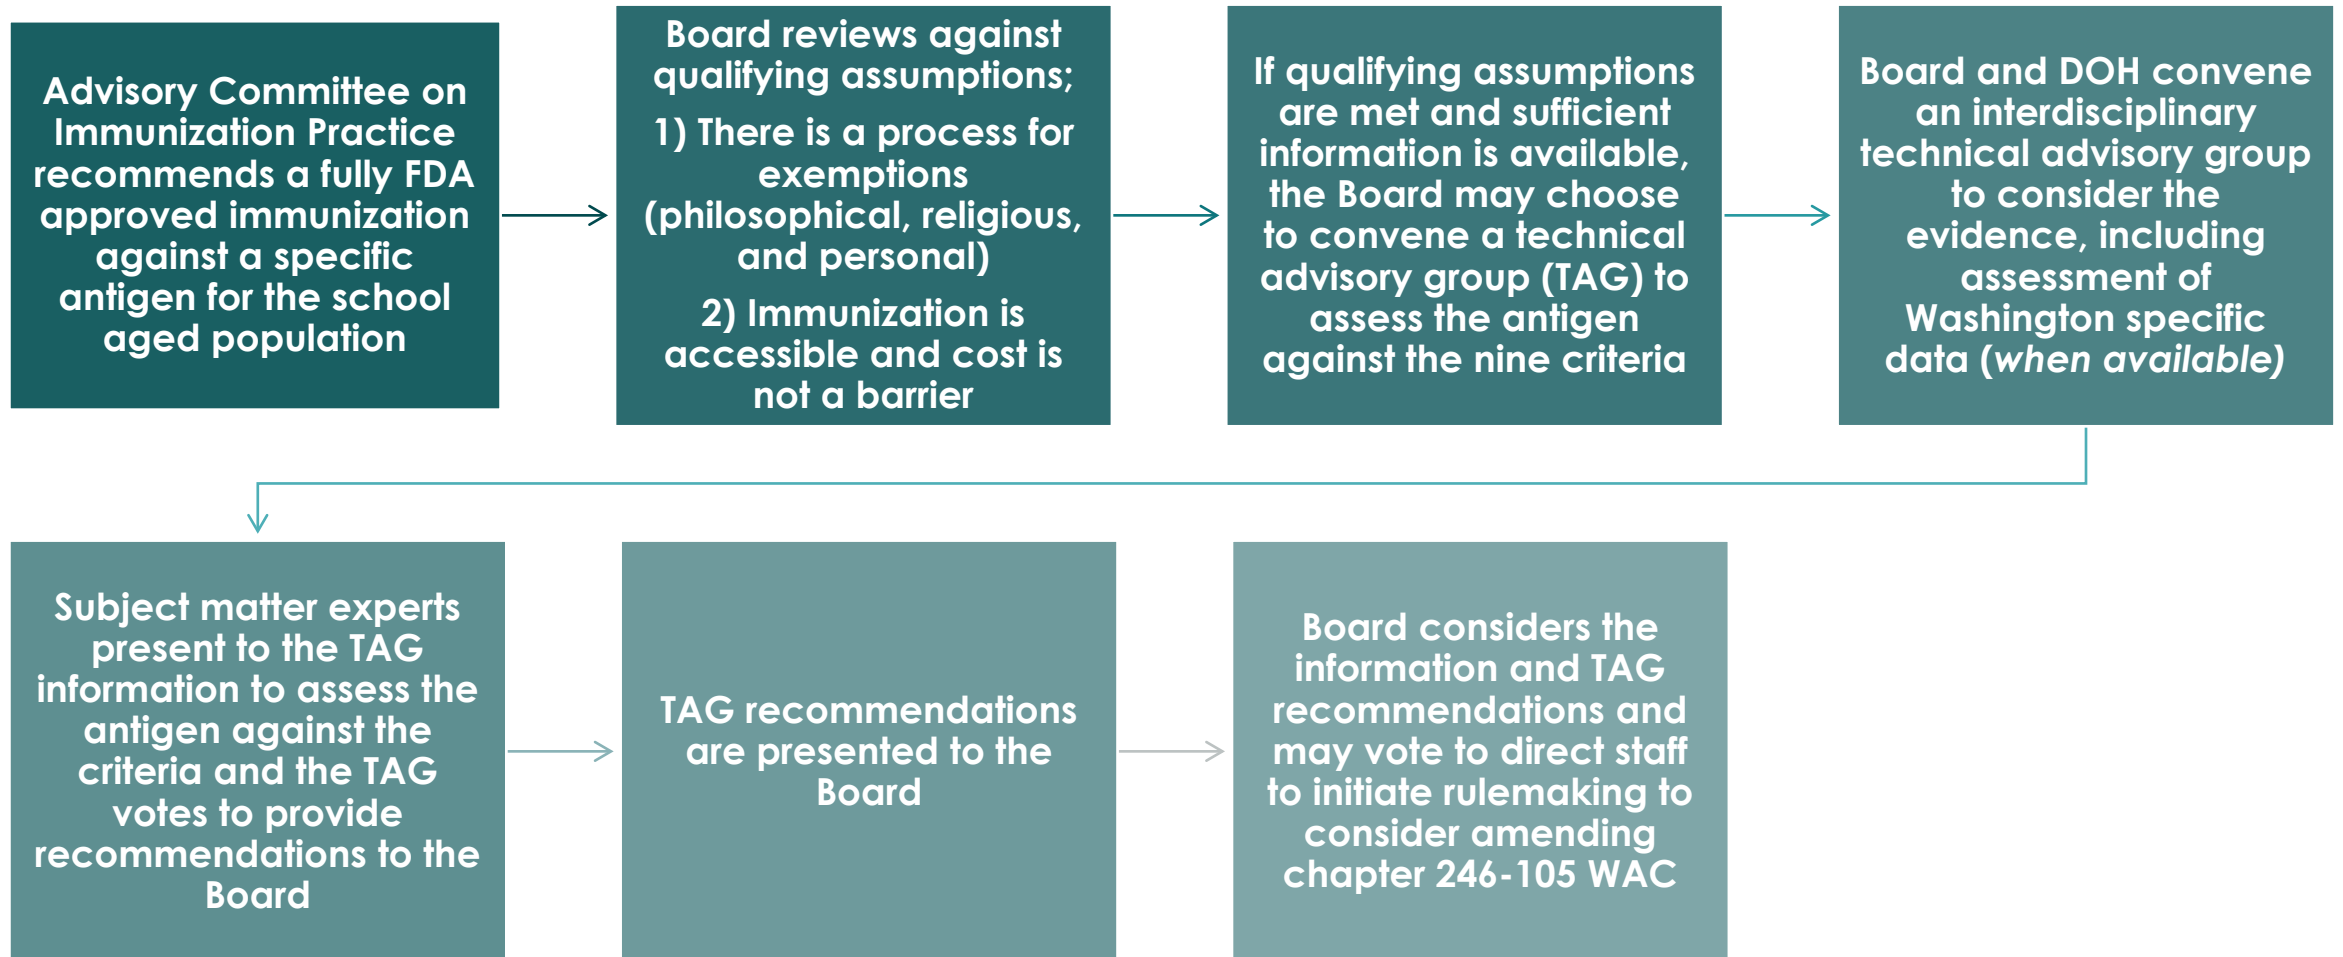 Advisory Committee on
Immunization Practice
recommends a fully FDA
approved immunization
against a specific
antigen for the school
aged population
Board reviews against
qualifying assumptions;
1) There is a process for
exemptions
(philosophical, religious,
and personal)
2) Immunization is
accessible and cost is
not a barrier
If qualifying assumptions
are met and sufficient
information is available,
the Board may choose
to convene a technical
advisory group (TAG) to
assess the antigen
against the nine criteria
Board and DOH convene
an interdisciplinary
technical advisory group
to consider the
evidence, including
assessment of
Washington specific
data (when available)
Subject matter experts
present to the TAG
information to assess the
antigen against the
criteria and the TAG
votes to provide
recommendations to the
Board
TAG recommendations
are presented to the
Board
Board considers the
information and TAG
recommendations and
may vote to direct staff
to initiate rulemaking to
consider amending
chapter 246-105 WAC